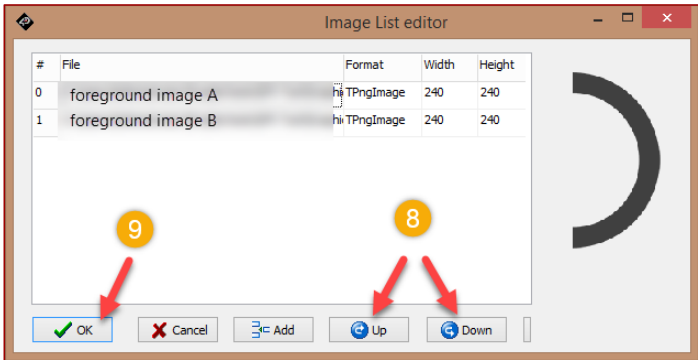 Image List editor
# File Format Width Height
0 foreground image A TPngImage 240 240
1 foreground image B TPngImage 240 240
9 8
OK Cancel Add Up Down